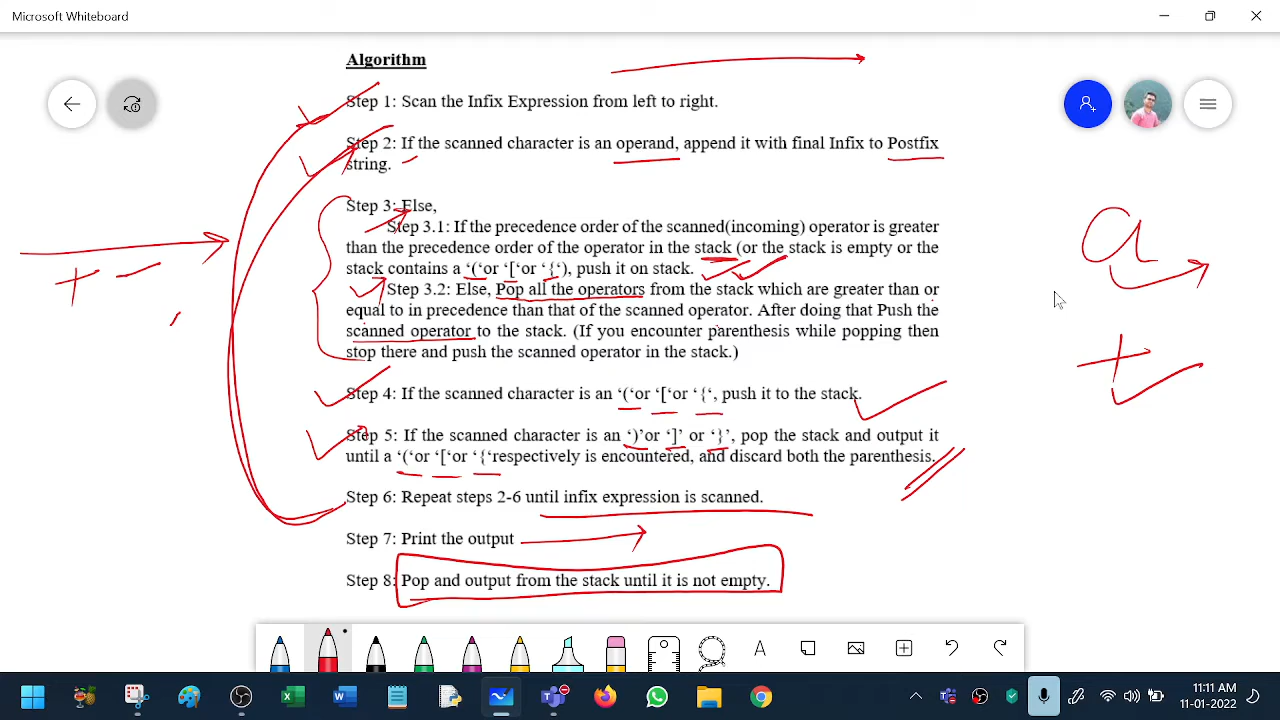 Microsoft Whiteboard
Algorithm
Step 1: Scan the Infix Expression from left to right.
Step 2: If the scanned character is an operand, append it with final Infix to Postfix
string.
Step 3: Else,
Step 3.1: If the precedence order of the scanned(incoming) operator is greater
than the precedence order of the operator in the stack (or the stack is empty or the
stack contains a ‘(‘or ‘[‘or ‘{‘), push it on stack.
Step 3.2: Else, Pop all the operators from the stack which are greater than or
equal to in precedence than that of the scanned operator. After doing that Push the
scanned operator to the stack. (If you encounter parenthesis while popping then
stop there and push the scanned operator in the stack.)
Step 4: If the scanned character is an ‘(‘or ‘[‘or ‘{‘, push it to the stack.
Step 5: If the scanned character is an ‘)’or ‘]’ or ‘}’, pop the stack and output it
until a ‘(‘or ‘[‘or ‘{‘respectively is encountered, and discard both the parenthesis.
Step 6: Repeat steps 2-6 until infix expression is scanned.
Step 7: Print the output
Step 8: Pop and output from the stack until it is not empty.
+ -
a
+
A
11:11 AM
11-01-2022